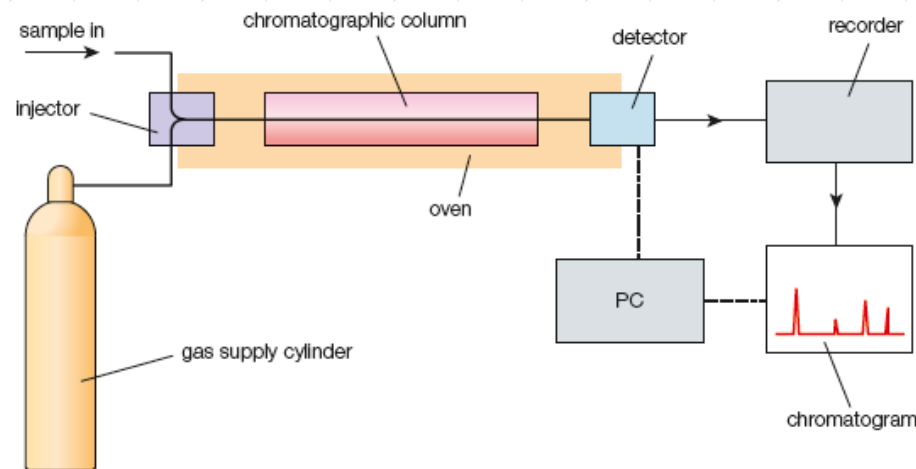 chromatographic column
recorder
sample in
detector
injector
oven
PC
gas supply cylinder
chromatogram